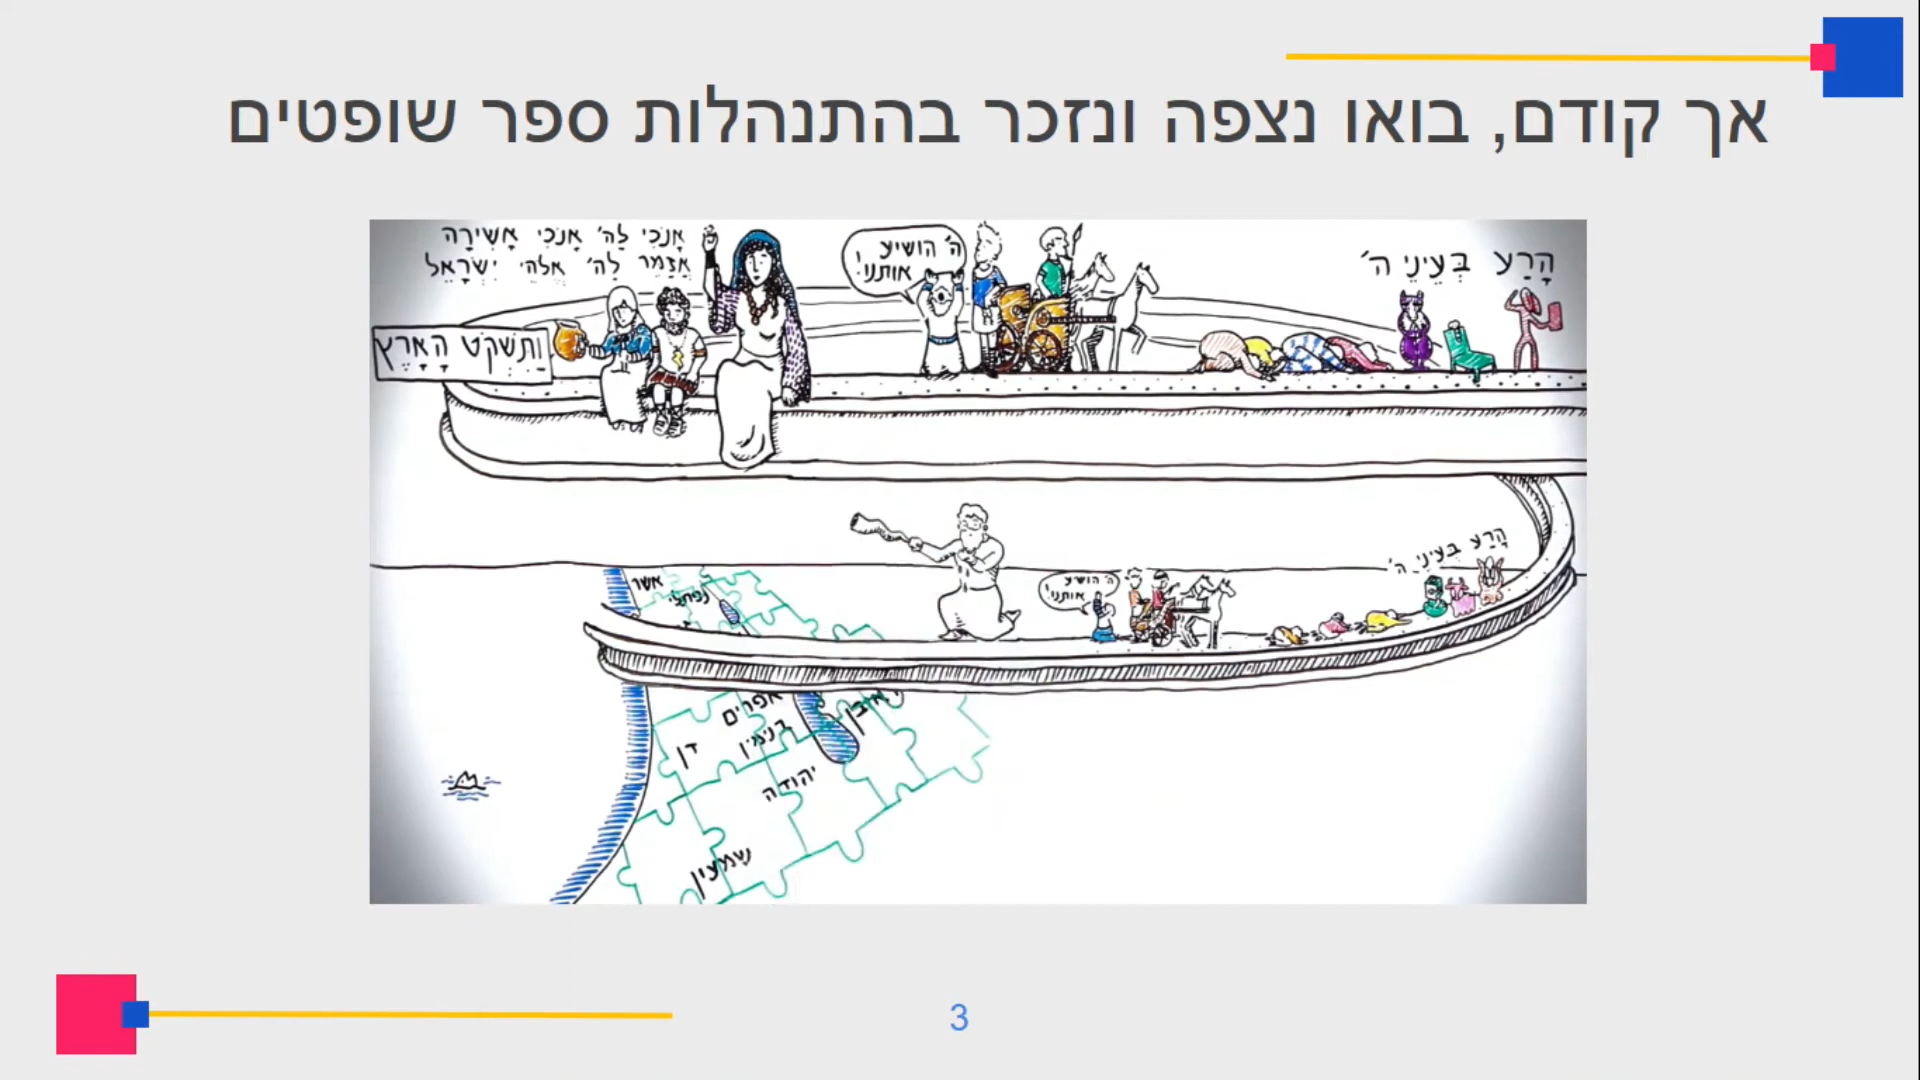 אך קודם, בואו נצפה ונזכר בהתנהלות ספר שופטים
הָרַע בְּעֵינֵי ה'
ה' הושיע
אותנו!
אָנֹכִי לַה' אָנֹכִי אָשִׁירָה
אֲזַמֵּר לַה' אֱלֹהֵי יִשְׂרָאֵל
וַתִּשְׁקֹט הָאָרֶץ
הָרַע בְּעֵינֵי ה'
ה' הושיע
אותנו!
אשר
נפתלי
אפרים
בנימין
דן
יהודה
שמעון
3